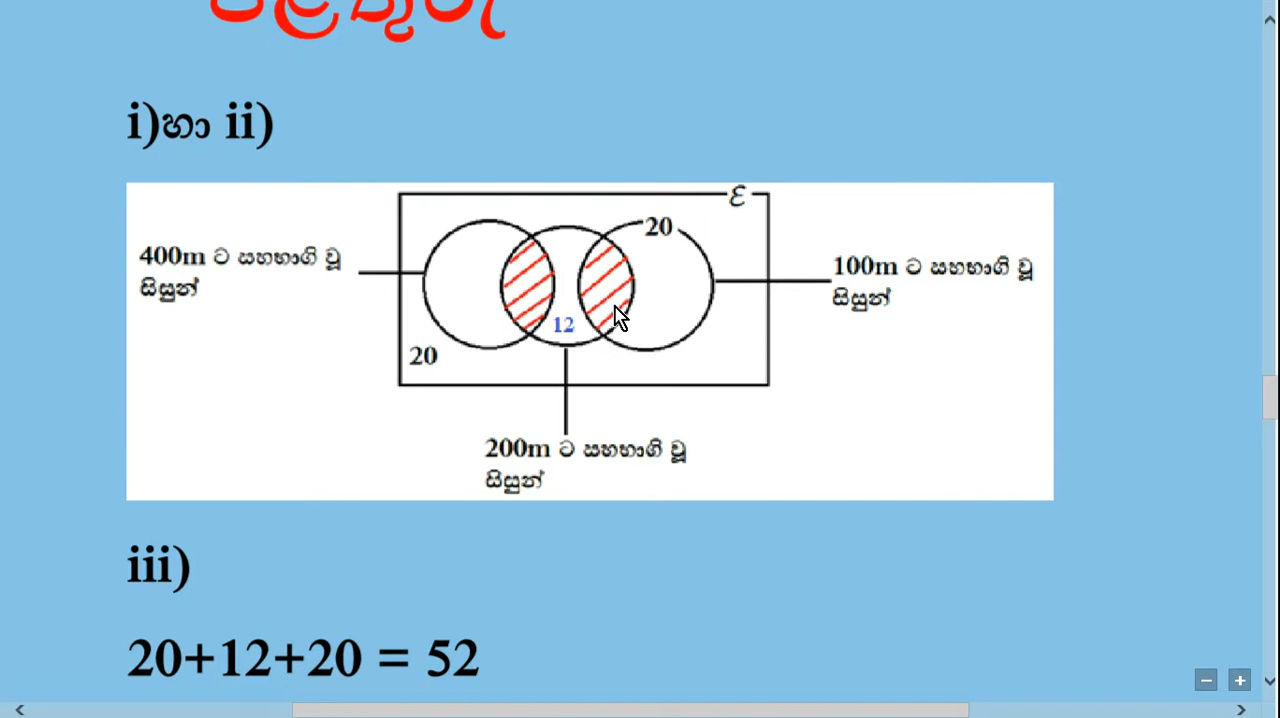 පිළිතුරු
i)හා ii)
ε
20
400m ට සහභාගි වූ
සිසුන්
100m ට සහභාගි වූ
සිසුන්
12
20
200m ට සහභාගි වූ
සිසුන්
iii)
20+12+20 = 52